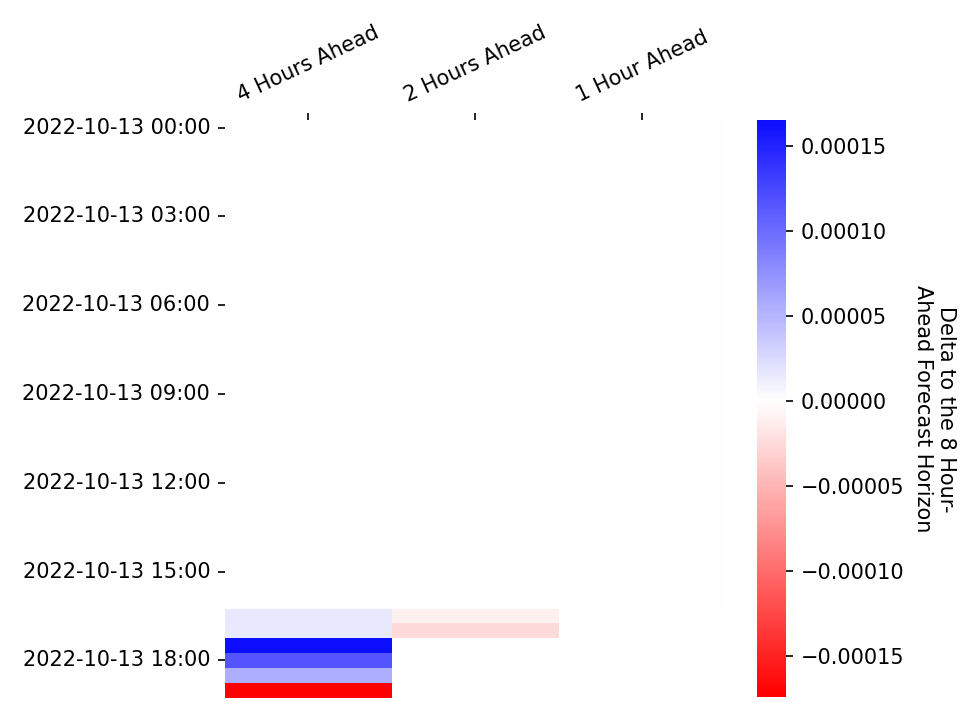 4 Hours Ahead
2 Hours Ahead
1 Hour Ahead
2022-10-13 00:00
2022-10-13 03:00
2022-10-13 06:00
2022-10-13 09:00
2022-10-13 12:00
2022-10-13 15:00
2022-10-13 18:00
0.00015
0.00010
0.00005
0.00000
−0.00005
−0.00010
−0.00015
Delta to the 8 Hour-
Ahead Forecast Horizon